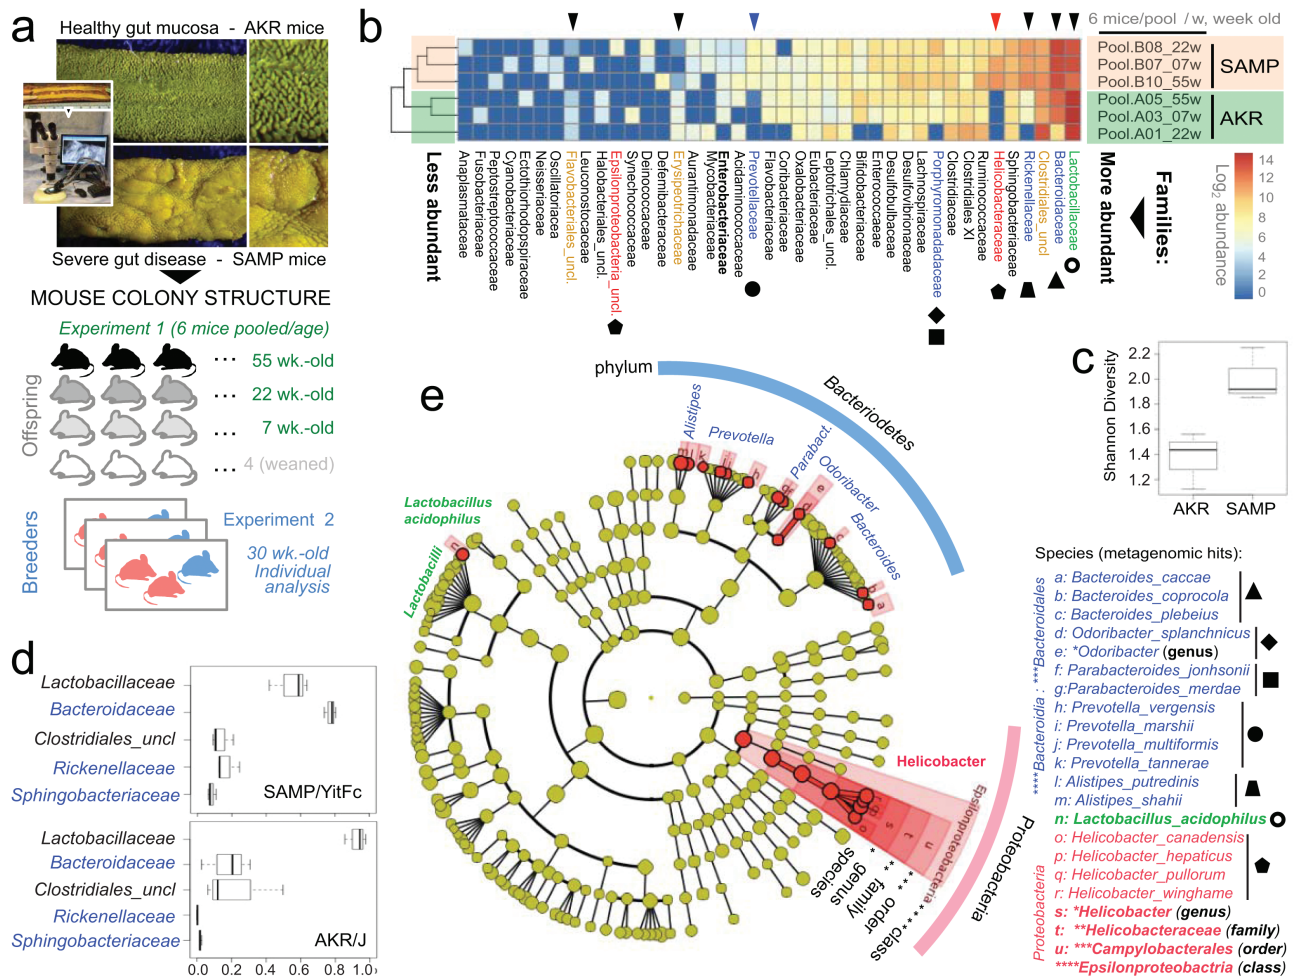 a
Healthy gut mucosa - AKR mice
Severe gut disease - SAMP mice
MOUSE COLONY STRUCTURE
Experiment 1 (6 mice pooled/age)
Offspring
... 55 wk.-old
... 22 wk.-old
... 7 wk.-old
... 4 (weaned)
Breeders
Experiment 2
30 wk.-old
Individual
analysis
b
6 mice/pool / w, week old
Pool.B08_22w
Pool.B07_07w
Pool.B10_55w
SAMP
Pool.A05_55w
Pool.A03_07w
Pool.A01_22w
AKR
Less abundant
Anaplasmataceae
Fusobacteriaceae
Peptostreptococcaceae
Cyanobacteriaceae
Ectothiorhodospiraceae
Neisseriaceae
Oscillatoriacea
Flavobacteriales_uncl.
Leuconostocaceae
Halobacteriales_uncl.
Epsilonproteobacteria_uncl.
Synechococcaceae
Deinococcaceae
Deferribacteraceae
Erysipeotrichaceae
Aurantimonadaceae
Mycobacteriaceae
Enterobacteriaceae
Acidaminococcaceae
Prevotellaceae
Flavobacteriaceae
Coribacteriaceae
Oxalobacteriaceae
Eubacteriaceae
Leptotrichiales_uncl.
Chlamydiaceae
Bifidobacteriaceae
Enterococcaceae
Desulfobulbaceae
Desulfovibrionaceae
Lachnospiraceae
Porphyromonadadaceae
Clostridiaceae
Clostridiales XI
Ruminococcaceae
Helicobacteraceae
Sphingobacteriaceae
Rickenellaceae
Clostridiales_uncl
Bacteroidaceae
Lactobacillaceae
More abundant
Families:
Log2 abundance
14
12
10
8
6
4
2
0
c
Shannon Diversity
2.2
2.0
1.8
1.6
1.4
1.2
AKR SAMP
d
Lactobacillaceae
Bacteroidaceae
Clostridiales_uncl
Rickenellaceae
Sphingobacteriaceae
SAMP/YitFc
Lactobacillaceae
Bacteroidaceae
Clostridiales_uncl
Rickenellaceae
Sphingobacteriaceae
AKR/J
0.0 0.2 0.4 0.6 0.8 1.0
e
phylum
Bacteriodetes
Alistipes
Prevotella
Parabact.
Odoribacter
Bacteroides
Lactobacillus
acidophilus
Lactobacilli
Helicobacter
Epsilonproteobacteria
Proteobacteria
species
* genus
** family
*** order
****class
Species (metagenomic hits):
****Bacteroidia : ***Bacteroidales
a: Bacteroides_caccae
b: Bacteroides_coprocola
c: Bacteroides_plebeius
d: Odoribacter_splanchnicus
e: *Odoribacter (genus)
f: Parabacteroides_jonhsonii
g:Parabacteroides_merdae
h: Prevotella_vergensis
i: Prevotella_marshii
j: Prevotella_multiformis
k: Prevotella_tannerae
l: Alistipes_putredinis
m: Alistipes_shahii
n: Lactobacillus_acidophilus
Proteobacteria
o: Helicobacter_canadensis
p: Helicobacter_hepaticus
q: Helicobacter_pullorum
r: Helicobacter_winghame
s: *Helicobacter (genus)
t: **Helicobacteraceae (family)
u: ***Campylobacterales (order)
****Epsilonproteobactria (class)